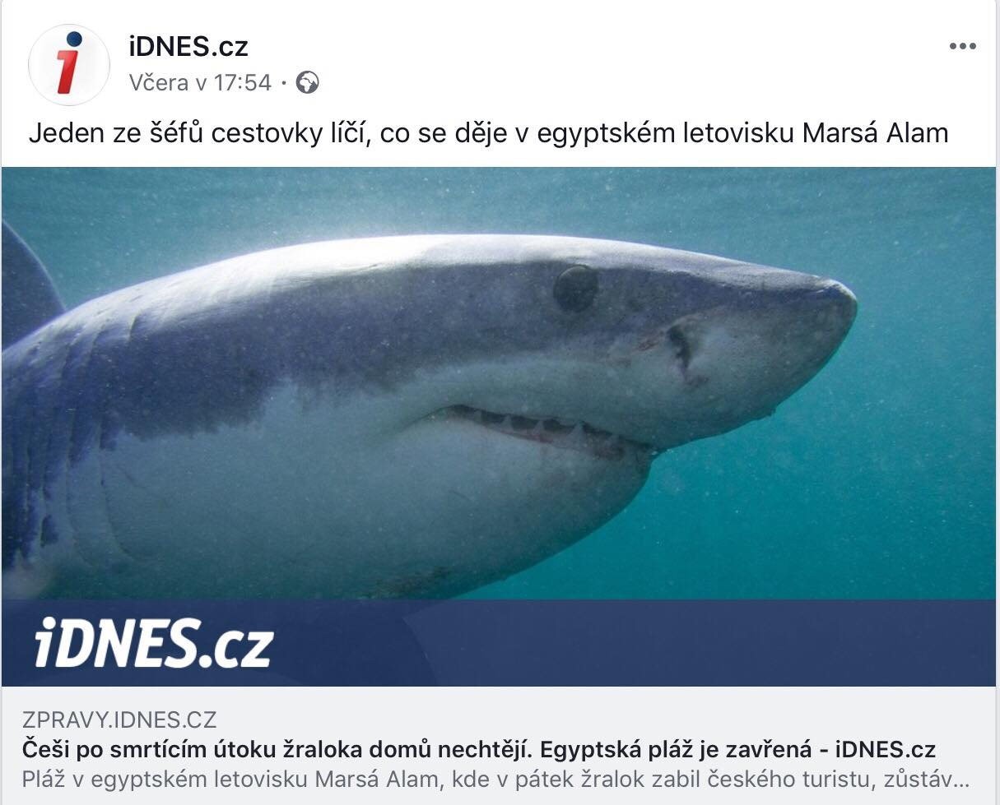 iDNES.cz
Včera v 17:54 ·
Jeden ze šéfů cestovky líčí, co se děje v egyptském letovisku Marsá Alam
iDNES.cz
ZPRAVY.IDNES.CZ
Češi po smrtícím útoku žraloka domů nechtějí. Egyptská pláž je zavřená - iDNES.cz
Pláž v egyptském letovisku Marsá Alam, kde v pátek žralok zabil českého turistu, zůstáv...